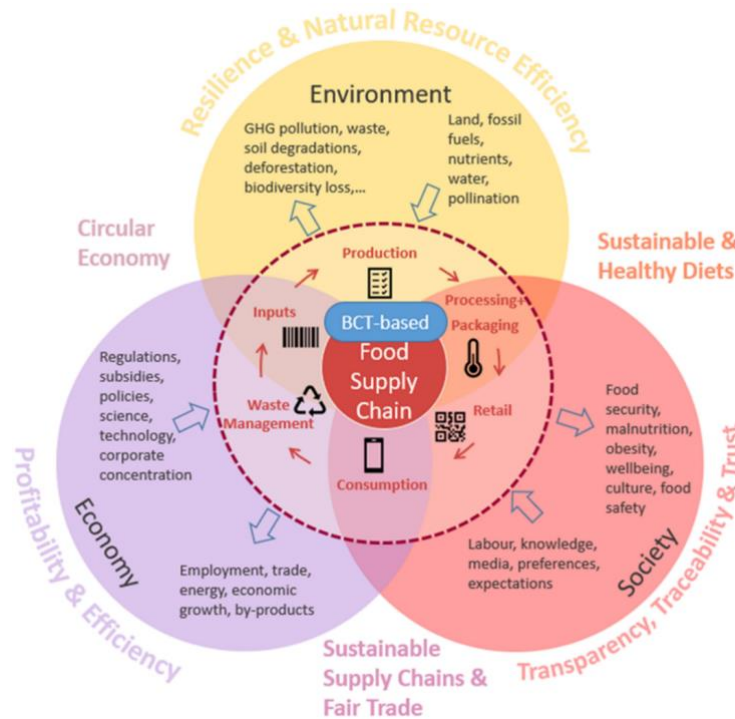 Resilience & Natural Resource Efficiency
Environment
GHG pollution, waste,
soil degradations,
deforestation,
biodiversity loss,...
Land, fossil
fuels,
nutrients,
water,
pollination
Circular
Economy
Sustainable &
Healthy Diets
Production
Processing+
Packaging
Inputs
BCT-based
Food
Supply
Chain
Retail
Waste
Management
Consumption
Regulations,
subsidies,
policies,
science,
technology,
corporate
concentration
Food
security,
malnutrition,
obesity,
wellbeing,
culture, food
safety
Economy
Employment, trade,
energy, economic
growth, by-products
Labour, knowledge,
media, preferences,
expectations
Society
Profitability & Efficiency
Transparency, Traceability & Trust
Sustainable
Supply Chains &
Fair Trade